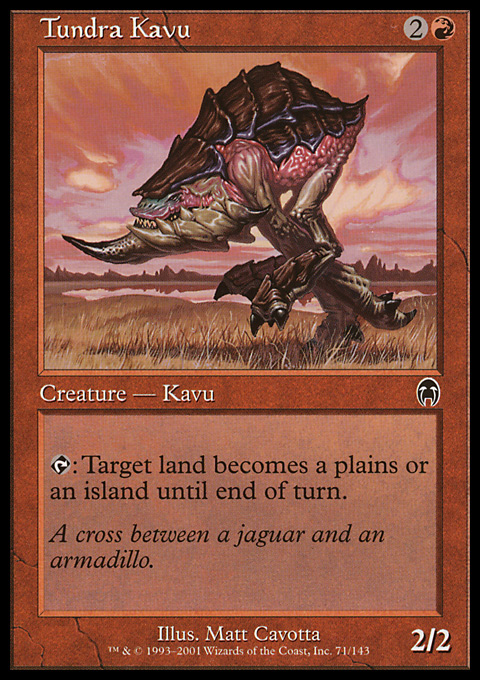 Tundra Kavu 2
Creature — Kavu
: Target land becomes a plains or
an island until end of turn.
A cross between a jaguar and an
armadillo.
Illus. Matt Cavotta
™ & © 1993–2001 Wizards of the Coast, Inc. 71/143
2/2